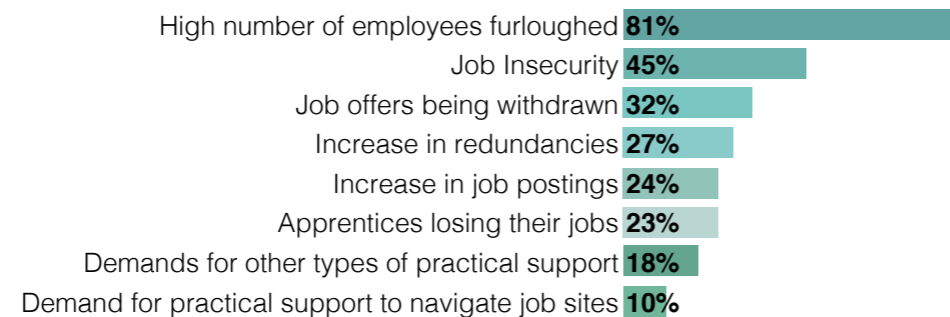 High number of employees furloughed 81%
Job Insecurity 45%
Job offers being withdrawn 32%
Increase in redundancies 27%
Increase in job postings 24%
Apprentices losing their jobs 23%
Demands for other types of practical support 18%
Demand for practical support to navigate job sites 10%